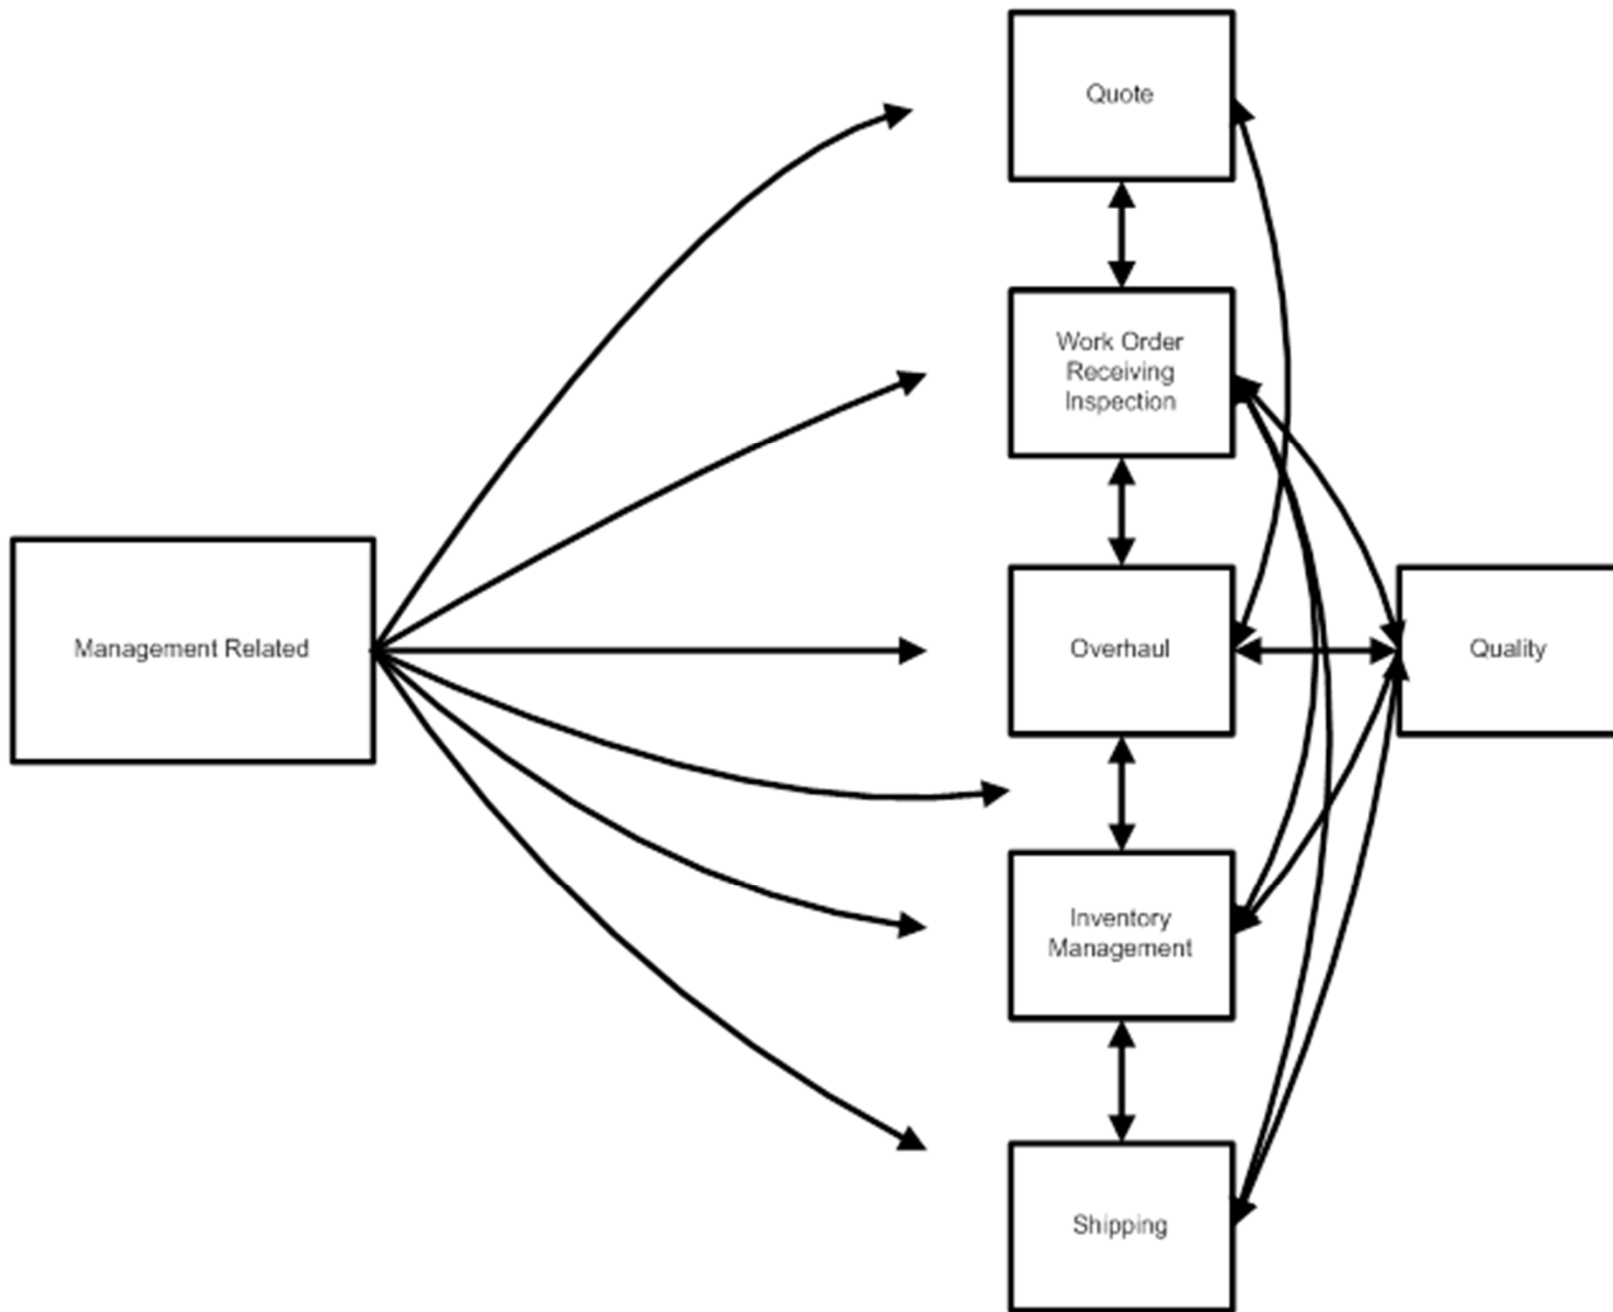 Quote
Work Order
Receiving
Inspection
Management Related
Overhaul
Quality
Inventory
Management
Shipping